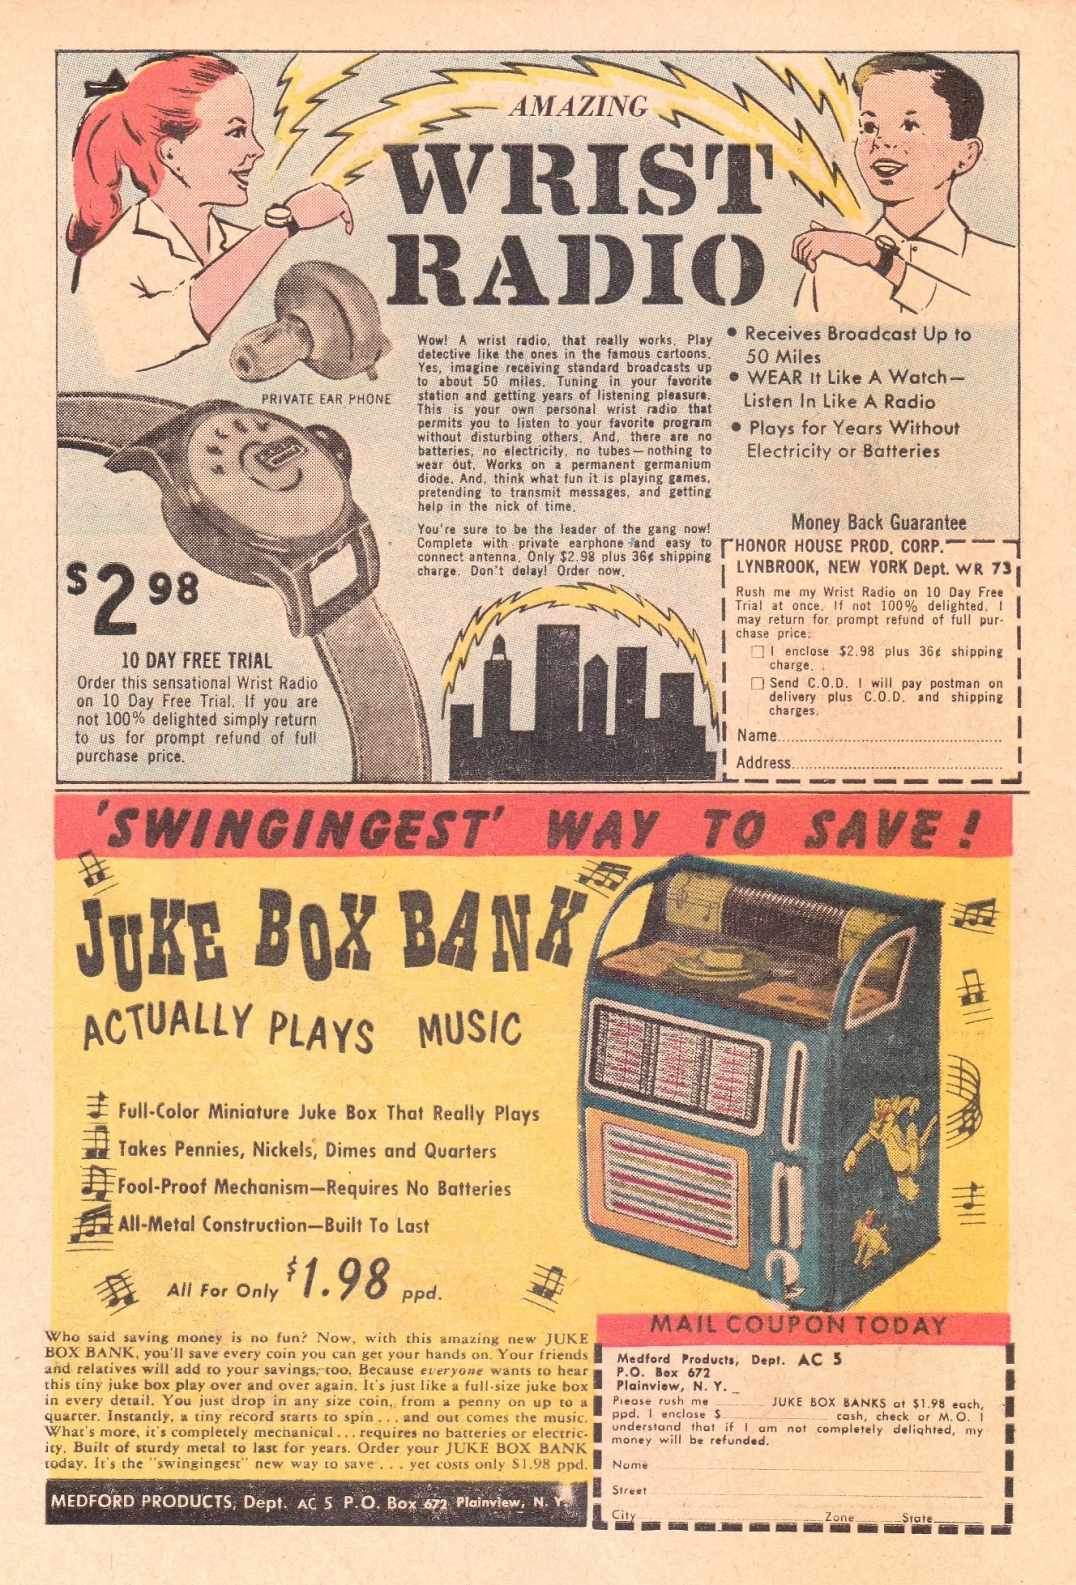 AMAZING
WRIST
RADIO
Wow! A wrist radio, that really works. Play
detective like the ones in the famous cartoons.
Yes, imagine receiving standard broadcasts up
to about 50 miles. Tuning in your favorite
station and getting years of listening pleasure.
This is your own personal wrist radio that
permits you to listen to your favorite program
without disturbing others. And, there are no
batteries, no electricity, no tubes—nothing to
wear out. Works on a permanent germanium
diode. And, think what fun it is playing games,
pretending to transmit messages, and getting
help in the nick of time.
You're sure to be the leader of the gang now!
Complete with private earphone and easy to
connect antenna. Only $2.98 plus 36¢ shipping
charge. Don't delay! Order now.
• Receives Broadcast Up to
50 Miles
• WEAR It Like A Watch—
Listen In Like A Radio
• Plays for Years Without
Electricity or Batteries
PRIVATE EAR PHONE
$2 98
10 DAY FREE TRIAL
Order this sensational Wrist Radio
on 10 Day Free Trial. If you are
not 100% delighted simply return
to us for prompt refund of full
purchase price.
Money Back Guarantee
HONOR HOUSE PROD. CORP.
LYNBROOK, NEW YORK Dept. WR 73
Rush me my Wrist Radio on 10 Day Free
Trial at once. If not 100% delighted, I
may return for prompt refund of full pur-
chase price.
I enclose $2.98 plus 36¢ shipping
charge.
Send C.O.D. I will pay postman on
delivery plus C.O.D. and shipping
charges.
Name
Address
'SWINGINGEST' WAY TO SAVE!
JUKE BOX BANK
ACTUALLY PLAYS MUSIC
Full-Color Miniature Juke Box That Really Plays
Takes Pennies, Nickels, Dimes and Quarters
Fool-Proof Mechanism—Requires No Batteries
All-Metal Construction—Built To Last
All For Only $1.98 ppd.
Who said saving money is no fun? Now, with this amazing new JUKE
BOX BANK, you'll save every coin you can get your hands on. Your friends
and relatives will add to your savings, too. Because everyone wants to hear
this tiny juke box play over and over again. It's just like a full-size juke box
in every detail. You just drop in any size coin, from a penny on up to a
quarter. Instantly, a tiny record starts to spin . . . and out comes the music.
What's more, it's completely mechanical . . . requires no batteries or electric-
ity. Built of sturdy metal to last for years. Order your JUKE BOX BANK
today. It's the "swingingest" new way to save . . . yet costs only $1.98 ppd.
MEDFORD PRODUCTS, Dept. AC 5 P.O. Box 672 Plainview, N. Y.
MAIL COUPON TODAY
Medford Products, Dept. AC 5
P.O. Box 672
Plainview, N. Y.
Please rush me JUKE BOX BANKS at $1.98 each,
ppd. I enclose $ cash, check or M.O. I
understand that if I am not completely delighted, my
money will be refunded.
Name
Street
City Zone State